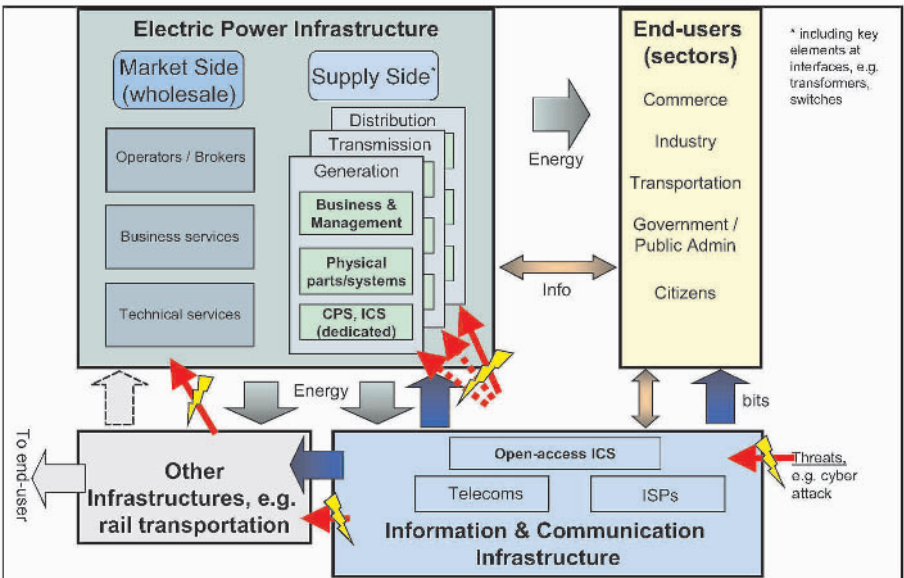 Electric Power Infrastructure
Market Side
(wholesale)
Supply Side*
Operators / Brokers
Business services
Technical services
Distribution
Transmission
Generation
Business &
Management
Physical
parts/systems
CPS, ICS
(dedicated)
Energy
Info
End-users
(sectors)
Commerce
Industry
Transportation
Government /
Public Admin
Citizens
* including key
elements at
interfaces, e.g.
transformers,
switches
Energy
bits
To end-user
Other
Infrastructures, e.g.
rail transportation
Open-access ICS
Telecoms
ISPs
Information & Communication
Infrastructure
Threats,
e.g. cyber
attack